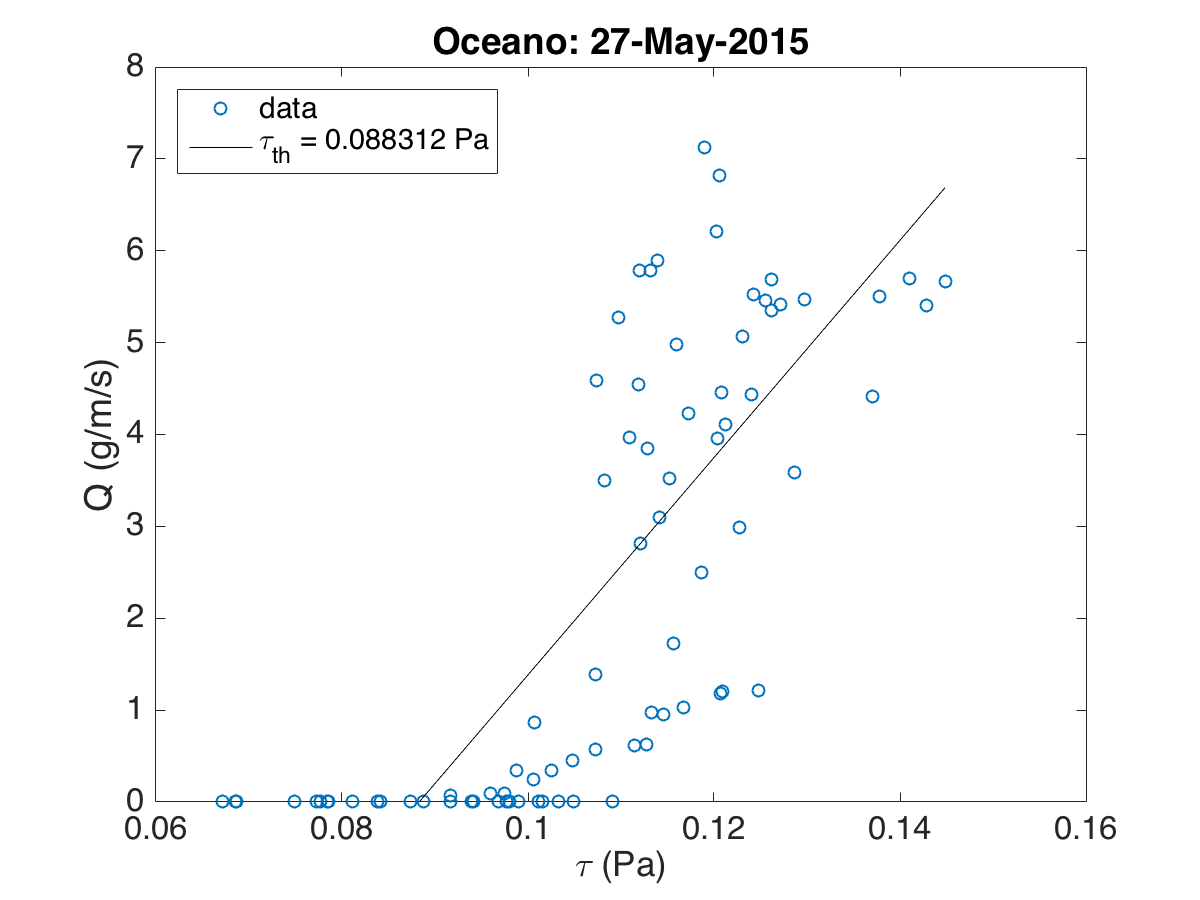 Oceano: 27-May-2015
8
7
6
5
4
3
2
1
0
data
τth = 0.088312 Pa
Q (g/m/s)
0.06 0.08 0.1 0.12 0.14 0.16
τ (Pa)